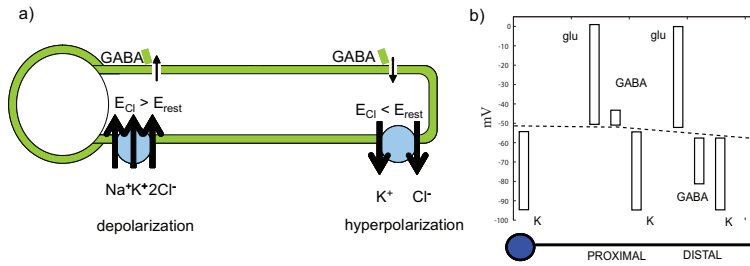 a)
GABA
GABA
E_Cl > E_rest
E_Cl < E_rest
Na⁺K⁺2Cl⁻
K⁺
Cl⁻
depolarization
hyperpolarization
b)
mV
0
-10
-20
-30
-40
-50
-60
-70
-80
-90
-100
glu
glu
GABA
GABA
K
K
K
PROXIMAL
DISTAL